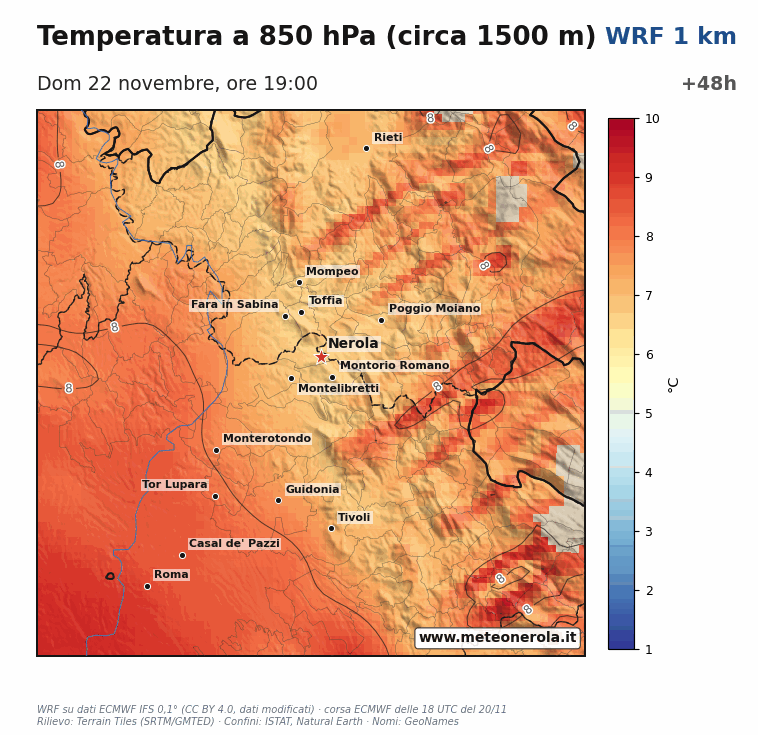 Temperatura a 850 hPa (circa 1500 m) WRF 1 km
Dom 22 novembre, ore 19:00 +48h
8
8
8
8
Rieti
10
9
8
7
6
5
4
3
2
1
°C
8
Mompeo
Fara in Sabina
Toffia
Poggio Moiano
8
Nerola
Montorio Romano
8
8
Montelibretti
Monterotondo
Tor Lupara
Guidonia
Tivoli
Casal de' Pazzi
Roma
8
8
www.meteonerola.it
WRF su dati ECMWF IFS 0,1° (CC BY 4.0, dati modificati) · corsa ECMWF delle 18 UTC del 20/11
Rilievo: Terrain Tiles (SRTM/GMTED) · Confini: ISTAT, Natural Earth · Nomi: GeoNames